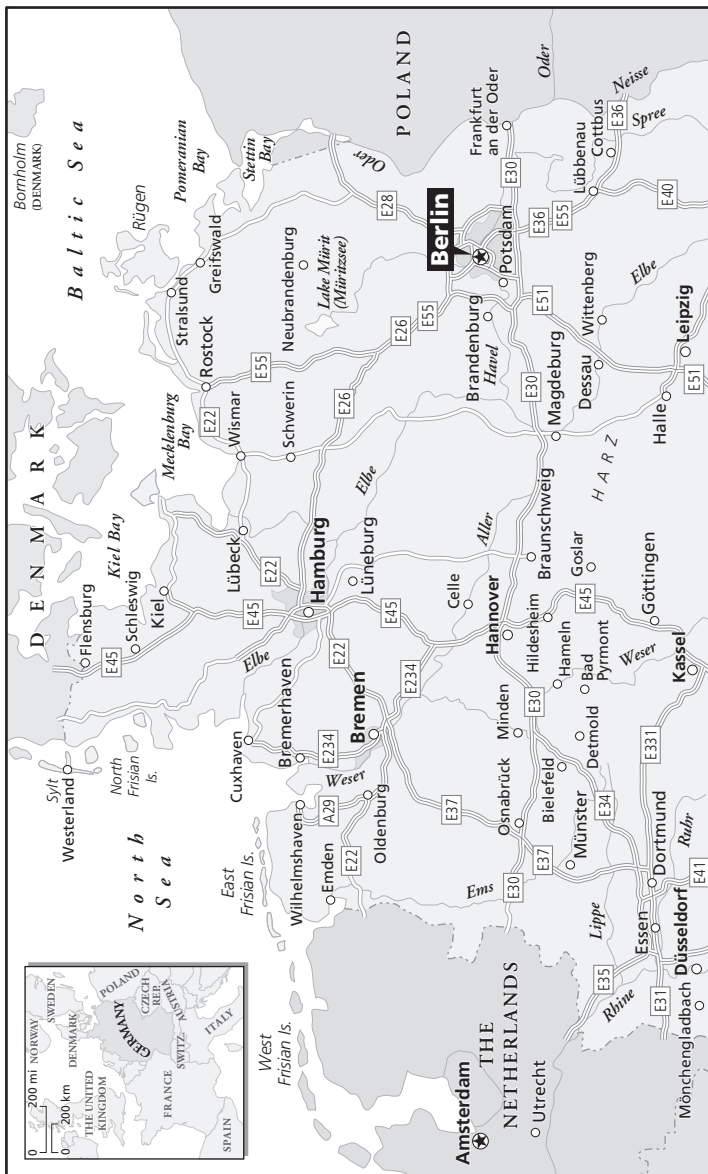 0 200 mi
0 200 km
NORWAY
SWEDEN
DENMARK
THE UNITED
KINGDOM
POLAND
GERMANY
CZECH
REP.
AUSTRIA
SWITZ.
FRANCE
ITALY
SPAIN
North
Sea
Sylt
Westerland
North
Frisian
Is.
East
Frisian Is.
West
Frisian Is.
DENMARK
Flensburg
E45
Schleswig
Kiel Bay
Kiel
Mecklenburg
Bay
Baltic Sea
Bornholm
(DENMARK)
Rügen
Pomeranian
Bay
Stettin
Bay
Stralsund
Greifswald
Rostock
E22
E55
Wismar
Schwerin
Neubrandenburg
Lake Mürit
(Müritzsee)
Lübeck
E22
E45
Elbe
Hamburg
E26
E26
E55
E28
Oder
POLAND
Cuxhaven
Bremerhaven
E234
Weser
Wilhelmshaven
A29
Emden
E22
Oldenburg
Bremen
E22
Lüneburg
E45
E234
Elbe
Aller
Celle
Berlin
Potsdam
Brandenburg
Havel
E30
Frankfurt
an der Oder
Oder
E30
E36
E55
E51
Lübbenau
Cottbus
Neisse
E36
Spree
E40
Elbe
Wittenberg
Dessau
Magdeburg
Leipzig
Halle
E51
HARZ
Braunschweig
Hannover
Hildesheim
Goslar
E45
Göttingen
Hameln
Bad
Pyrmont
Weser
Kassel
E331
E30
Minden
Detmold
Bielefeld
E34
Osnabrück
E37
E37
Münster
Ems
E30
Lippe
Dortmund
Ruhr
Essen
E41
Düsseldorf
E35
Rhine
E31
Mönchengladbach
THE
NETHERLANDS
Amsterdam
Utrecht